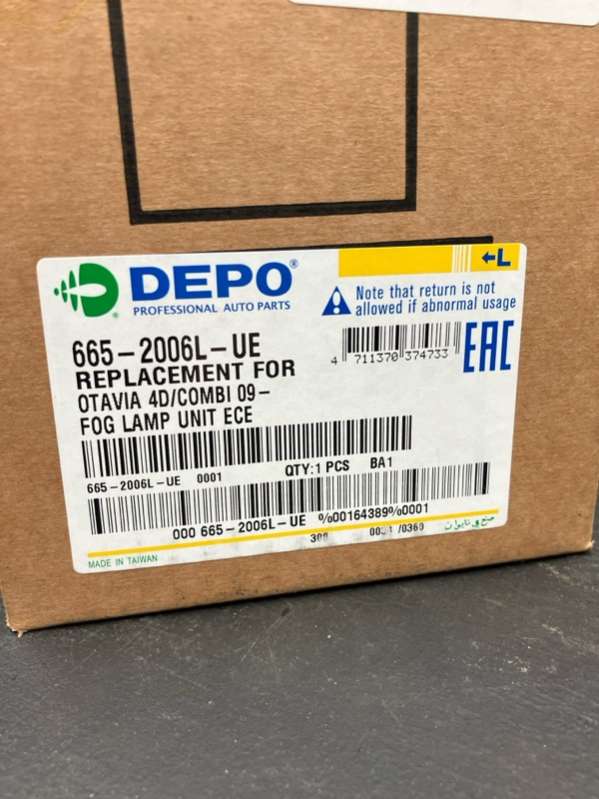 DEPO®
PROFESSIONAL AUTO PARTS
←L
Note that return is not
allowed if abnormal usage
665-2006L-UE
REPLACEMENT FOR
OTAVIA 4D/COMBI 09-
FOG LAMP UNIT ECE
4 711370 374733
EAC
665-2006L-UE 0001
QTY:1 PCS BA1
000 665-2006L-UE %00164389%0001
300 /0360
MADE IN TAIWAN